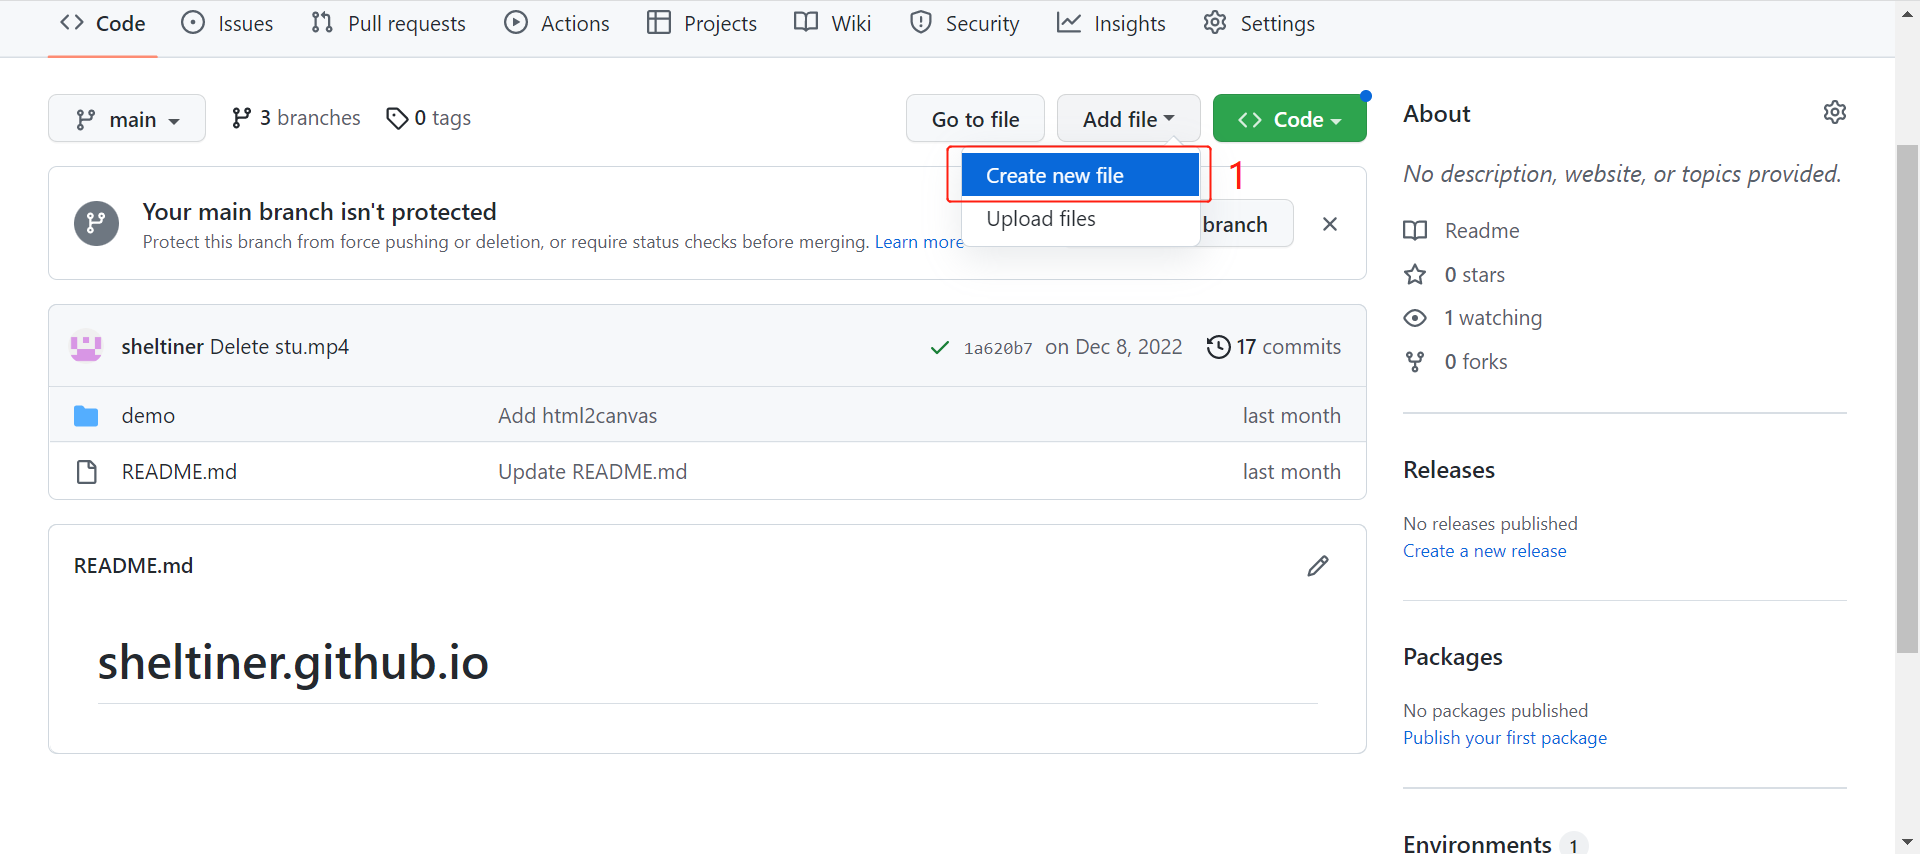 Code Issues Pull requests Actions Projects Wiki Security Insights Settings
main 3 branches 0 tags Go to file Add file Code
Create new file 1
Upload files
Your main branch isn't protected
Protect this branch from force pushing or deletion, or require status checks before merging. Learn more
branch
sheltiner Delete stu.mp4 1a620b7 on Dec 8, 2022 17 commits
demo Add html2canvas last month
README.md Update README.md last month
README.md
sheltiner.github.io
About
No description, website, or topics provided.
Readme
0 stars
1 watching
0 forks
Releases
No releases published
Create a new release
Packages
No packages published
Publish your first package
Environments 1